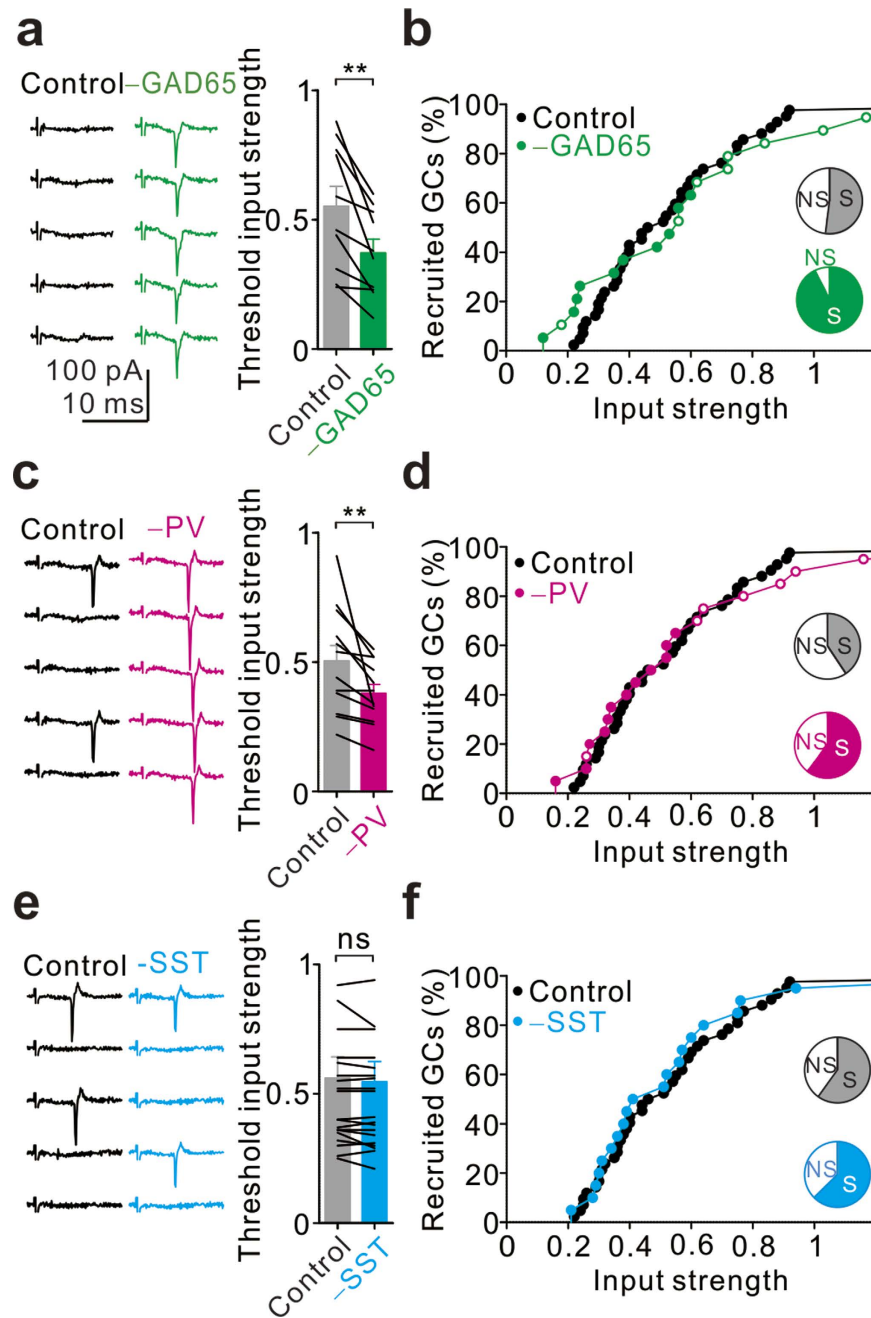 a
Control
–GAD65
100 pA
10 ms
Threshold input strength
1
0.5
0
**
Control
–GAD65
b
Recruited GCs (%)
100
80
60
40
20
0
Control
–GAD65
NS
S
NS
S
0
0.2
0.4
0.6
0.8
1
Input strength
c
Control
–PV
Threshold input strength
1
0.5
0
**
Control
–PV
d
Recruited GCs (%)
100
80
60
40
20
0
Control
–PV
NS
S
NS
S
0
0.2
0.4
0.6
0.8
1
Input strength
e
Control
-SST
Threshold input strength
1
0.5
0
ns
Control
–SST
f
Recruited GCs (%)
100
80
60
40
20
0
Control
–SST
NS
S
NS
S
0
0.2
0.4
0.6
0.8
1
Input strength